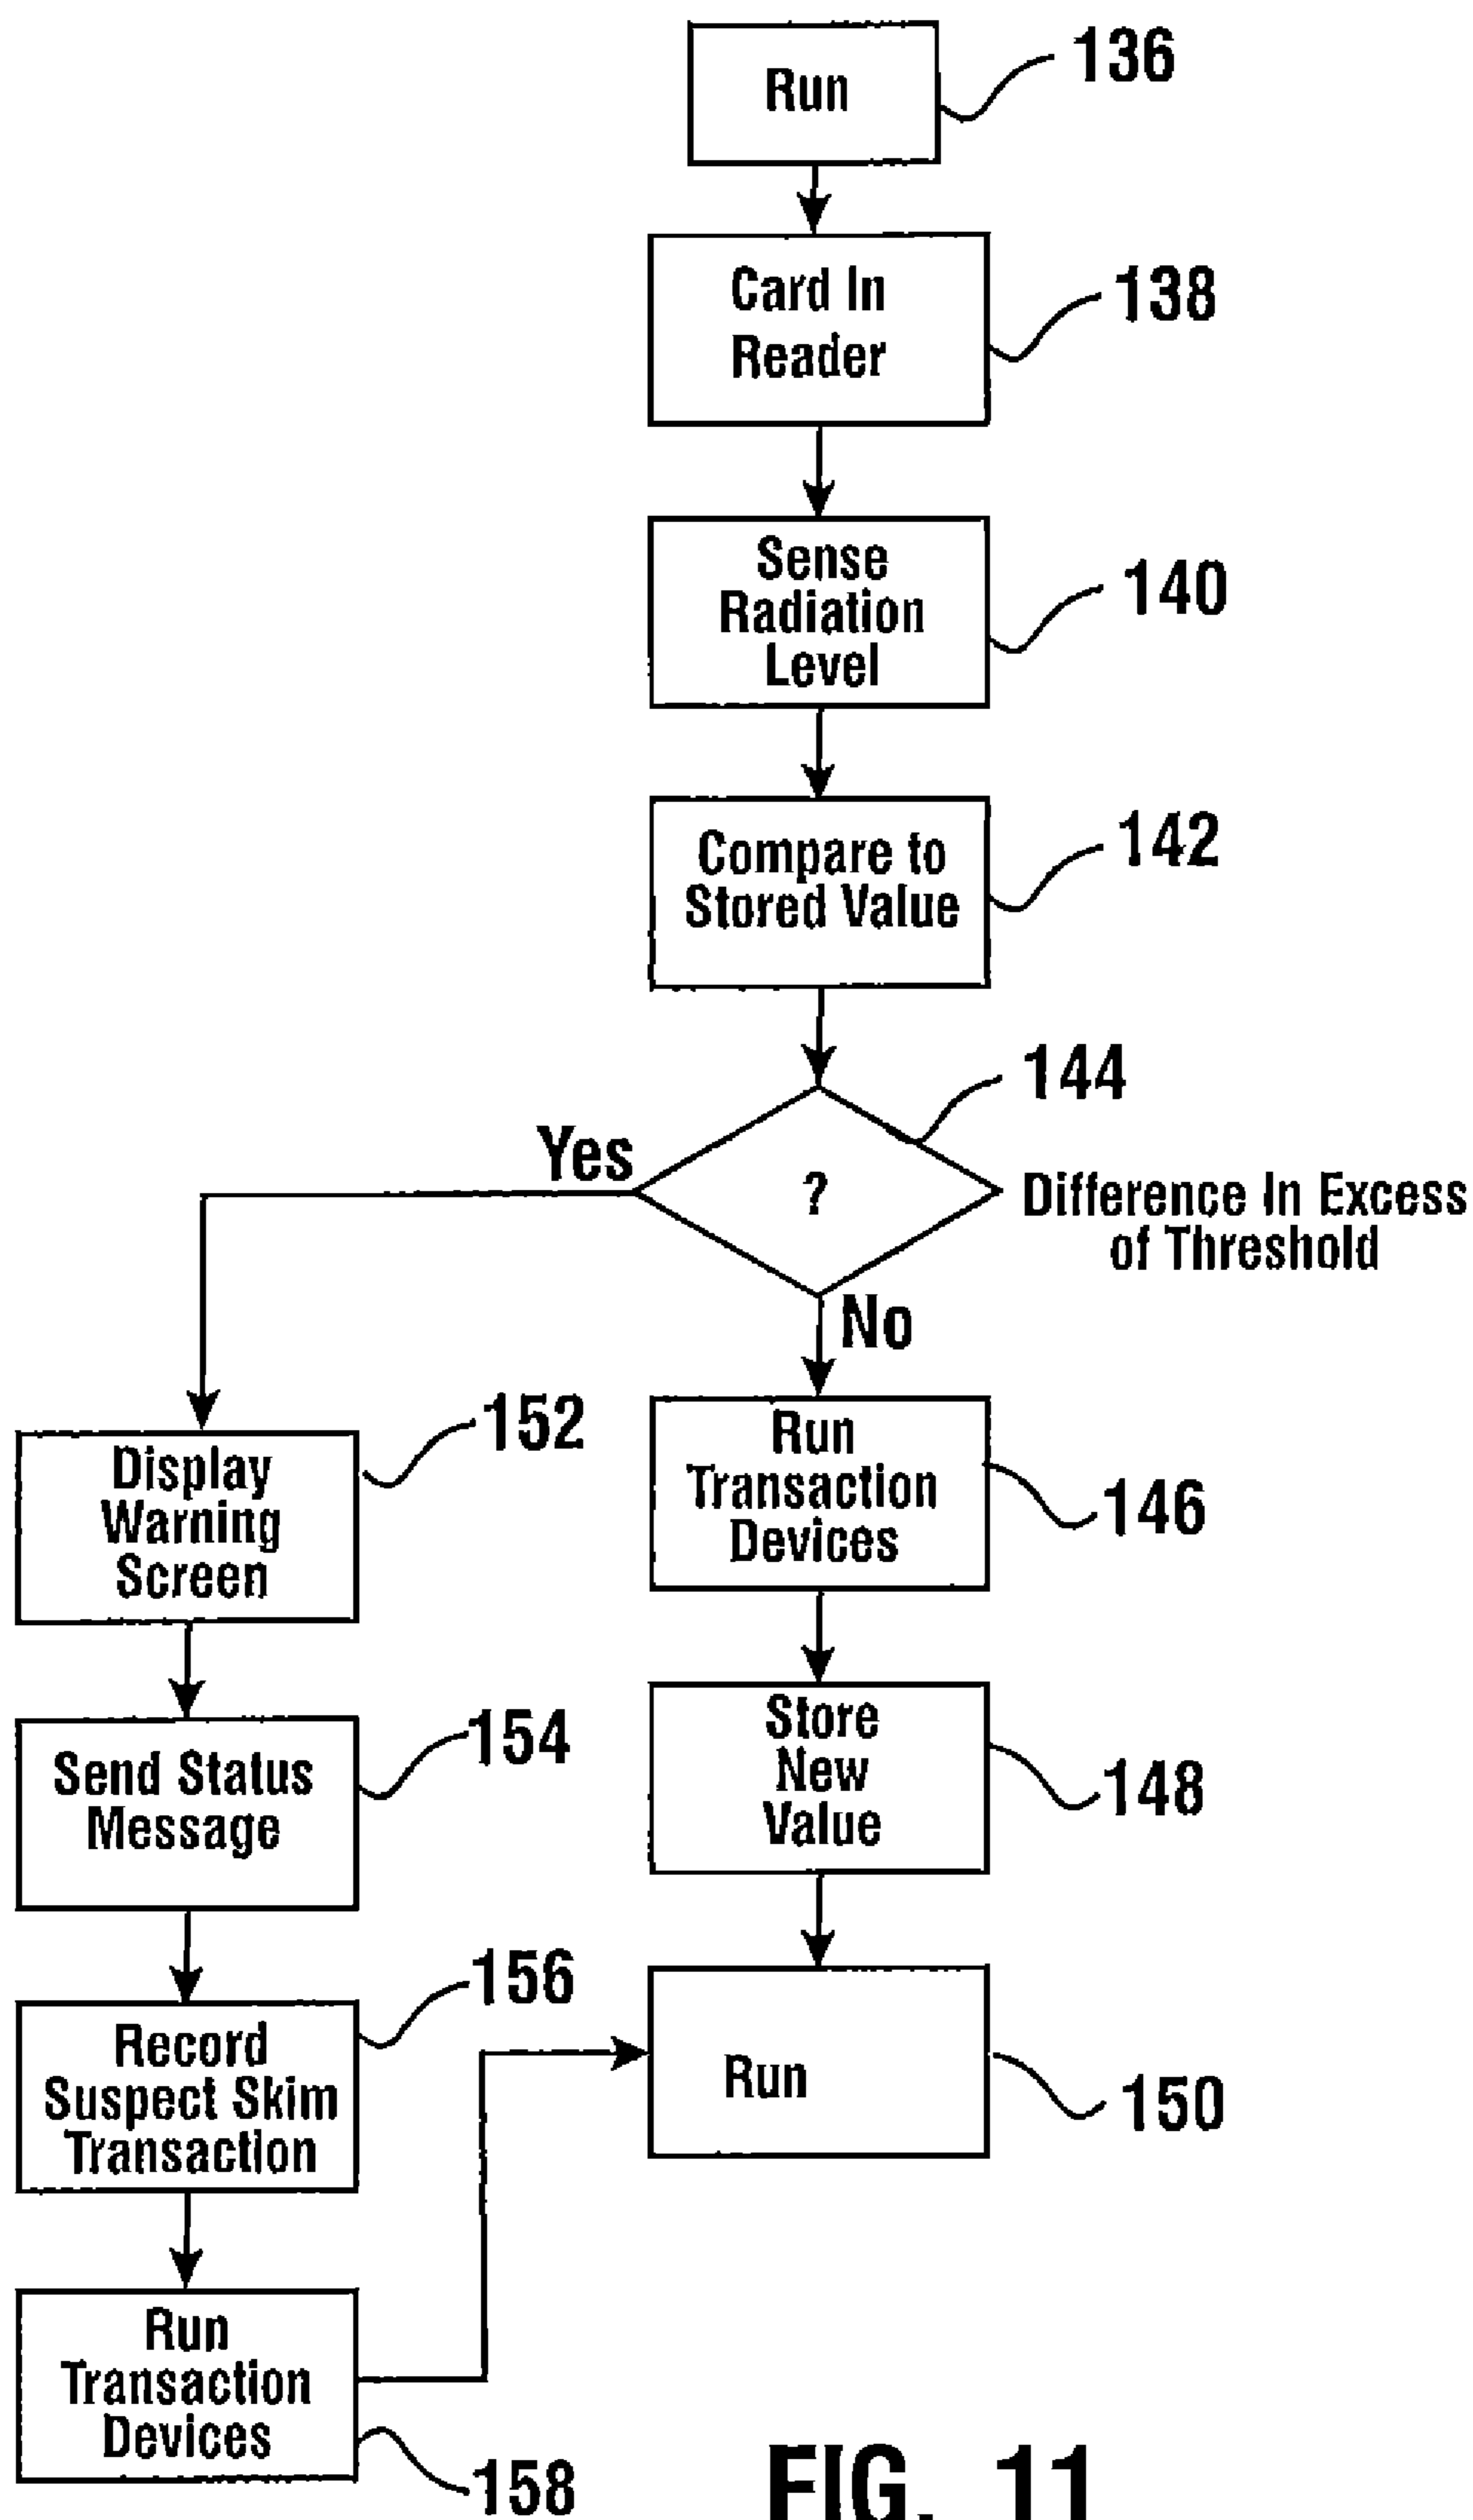 Run
136
Card In
Reader
138
Sense
Radiation
Level
140
Compare to
Stored Value
142
144
Yes
?
Difference In Excess
of Threshold
No
Display
Warning
Screen
152
Run
Transaction
Devices
146
Send Status
Message
154
Store
New
Value
148
Record
Suspect Skim
Transaction
156
Run
150
Run
Transaction
Devices
158
FIG. 11